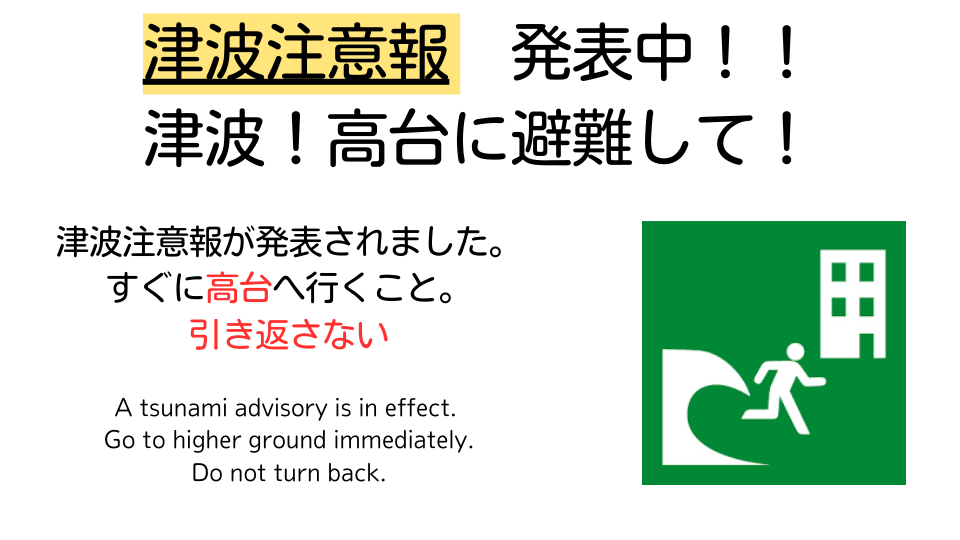 津波注意報　発表中！！
津波！高台に避難して！
津波注意報が発表されました。
すぐに高台へ行くこと。
引き返さない
A tsunami advisory is in effect.
Go to higher ground immediately.
Do not turn back.